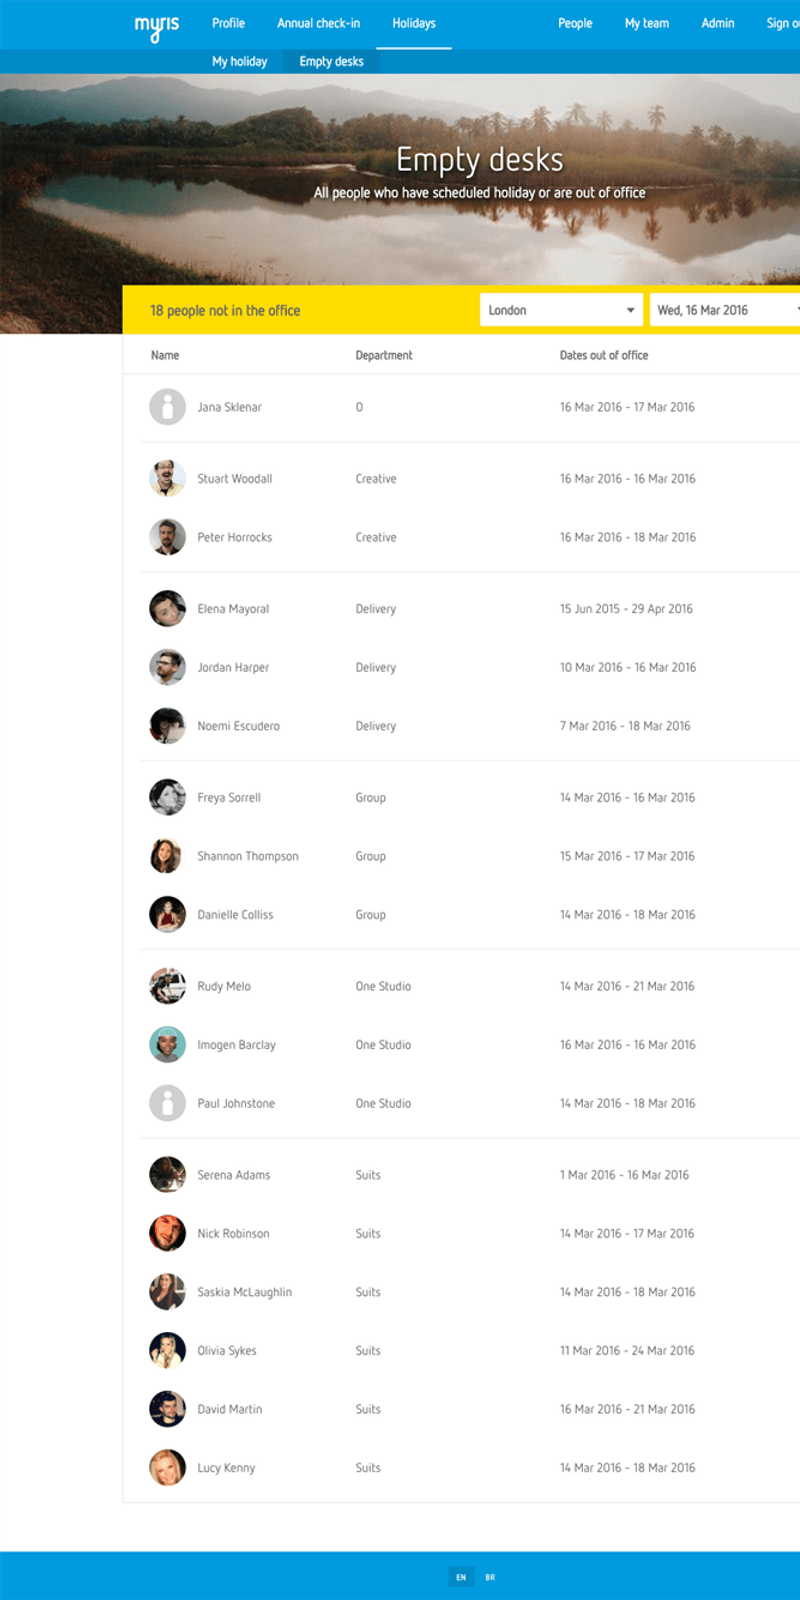 myris Profile Annual check-in Holidays People My team Admin Sign
My holiday Empty desks
Empty desks
All people who have scheduled holiday or are out of office
18 people not in the office London Wed, 16 Mar 2016
Name Department Dates out of office
Jana Sklenar O 16 Mar 2016 - 17 Mar 2016
Stuart Woodall Creative 16 Mar 2016 - 16 Mar 2016
Peter Horrocks Creative 16 Mar 2016 - 18 Mar 2016
Elena Mayoral Delivery 15 Jun 2015 - 29 Apr 2016
Jordan Harper Delivery 10 Mar 2016 - 16 Mar 2016
Noemi Escudero Delivery 7 Mar 2016 - 18 Mar 2016
Freya Sorrell Group 14 Mar 2016 - 16 Mar 2016
Shannon Thompson Group 15 Mar 2016 - 17 Mar 2016
Danielle Colliss Group 14 Mar 2016 - 18 Mar 2016
Rudy Melo One Studio 14 Mar 2016 - 21 Mar 2016
Imogen Barclay One Studio 16 Mar 2016 - 16 Mar 2016
Paul Johnstone One Studio 14 Mar 2016 - 18 Mar 2016
Serena Adams Suits 1 Mar 2016 - 16 Mar 2016
Nick Robinson Suits 14 Mar 2016 - 17 Mar 2016
Saskia McLaughlin Suits 14 Mar 2016 - 18 Mar 2016
Olivia Sykes Suits 11 Mar 2016 - 24 Mar 2016
David Martin Suits 16 Mar 2016 - 21 Mar 2016
Lucy Kenny Suits 14 Mar 2016 - 18 Mar 2016
EN BR